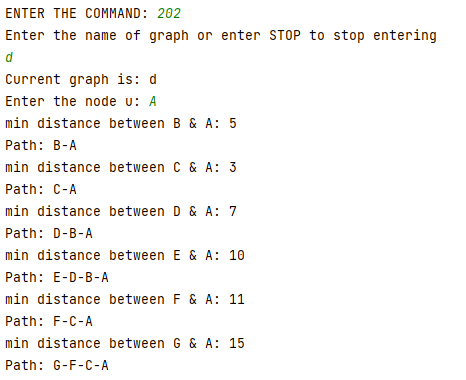 ENTER THE COMMAND: 202
Enter the name of graph or enter STOP to stop entering
d
Current graph is: d
Enter the node u: A
min distance between B & A: 5
Path: B-A
min distance between C & A: 3
Path: C-A
min distance between D & A: 7
Path: D-B-A
min distance between E & A: 10
Path: E-D-B-A
min distance between F & A: 11
Path: F-C-A
min distance between G & A: 15
Path: G-F-C-A